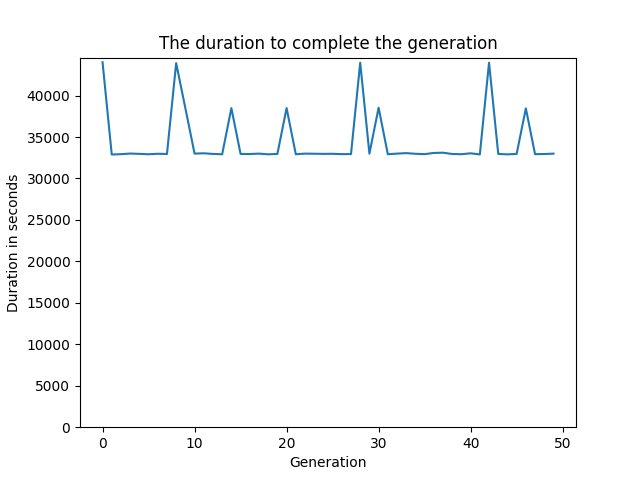 The duration to complete the generation
Duration in seconds
40000
35000
30000
25000
20000
15000
10000
5000
0
0 10 20 30 40 50
Generation